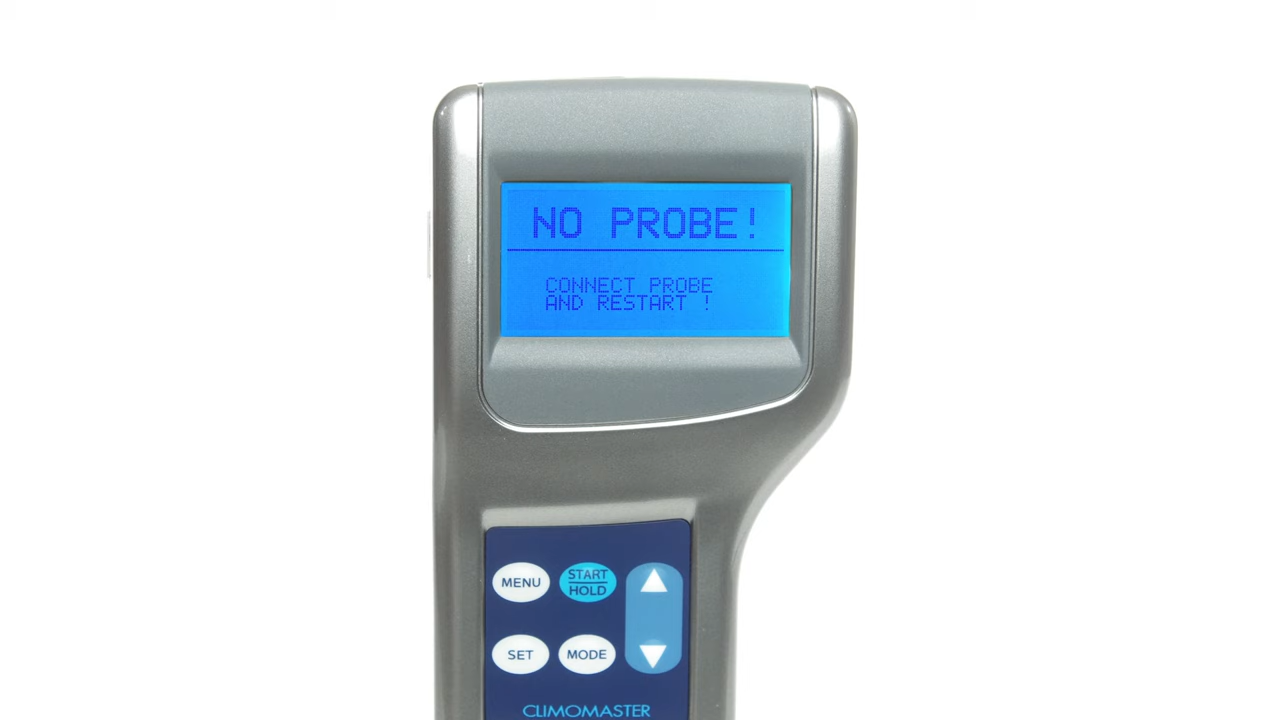 NO PROBE!
CONNECT PROBE
AND RESTART !
MENU
START
HOLD
SET
MODE
CLIMOMASTER